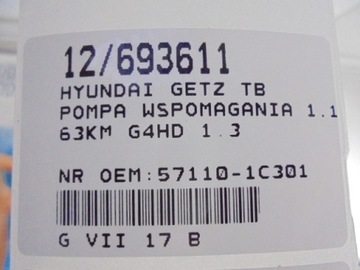 12/693611
HYUNDAI GETZ TB
POMPA WSPOMAGANIA 1.1
63KM G4HD 1.3
NR OEM:57110-1C301
G VII 17 B